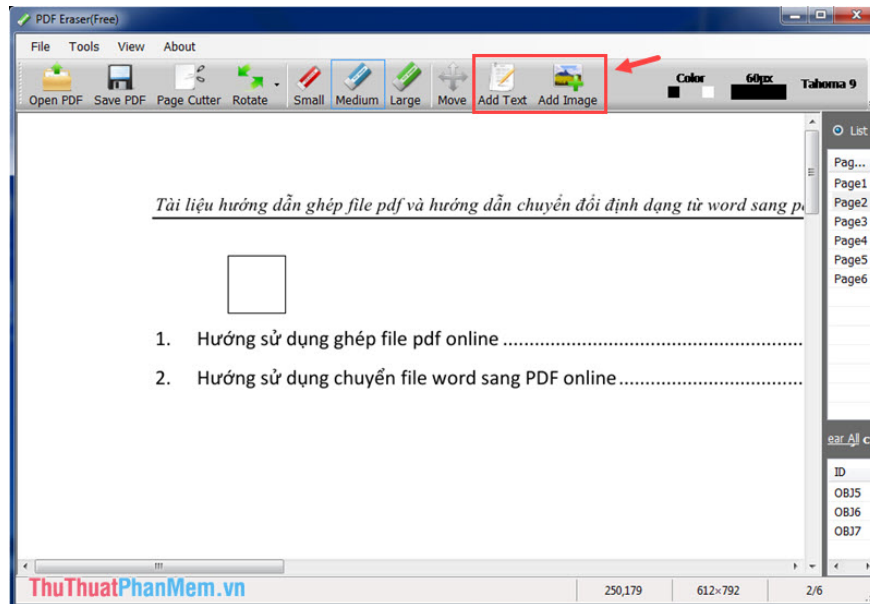 PDF Eraser(Free)
File Tools View About
Open PDF Save PDF Page Cutter Rotate Small Medium Large Move Add Text Add Image Color 60px Tahoma 9
List
Pag...
Page1
Page2
Page3
Page4
Page5
Page6
Tài liệu hướng dẫn ghép file pdf và hướng dẫn chuyển đổi định dạng từ word sang
1. Hướng sử dụng ghép file pdf online ........................................................
2. Hướng sử dụng chuyển file word sang PDF online ..................................
ear All
ID
OBJ5
OBJ6
OBJ7
ThuThuatPhanMem.vn
250,179 612×792 2/6